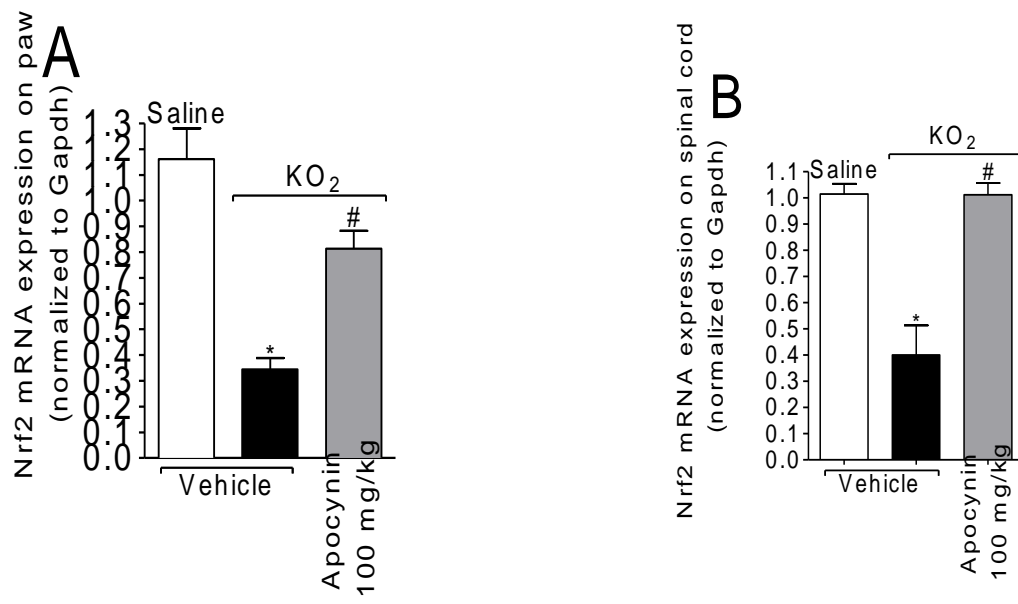 A
Nrf2 mRNA expression on paw
(normalized to Gapdh)
1.3
1.2
1.1
1.0
0.9
0.8
0.7
0.6
0.5
0.4
0.3
0.2
0.1
0.0
Saline
KO2
*
#
Vehicle
Apocynin
100 mg/kg
B
Nrf2 mRNA expression on spinal cord
(normalized to Gapdh)
1.1
1.0
0.9
0.8
0.7
0.6
0.5
0.4
0.3
0.2
0.1
0.0
Saline
KO2
*
#
Vehicle
Apocynin
100 mg/kg